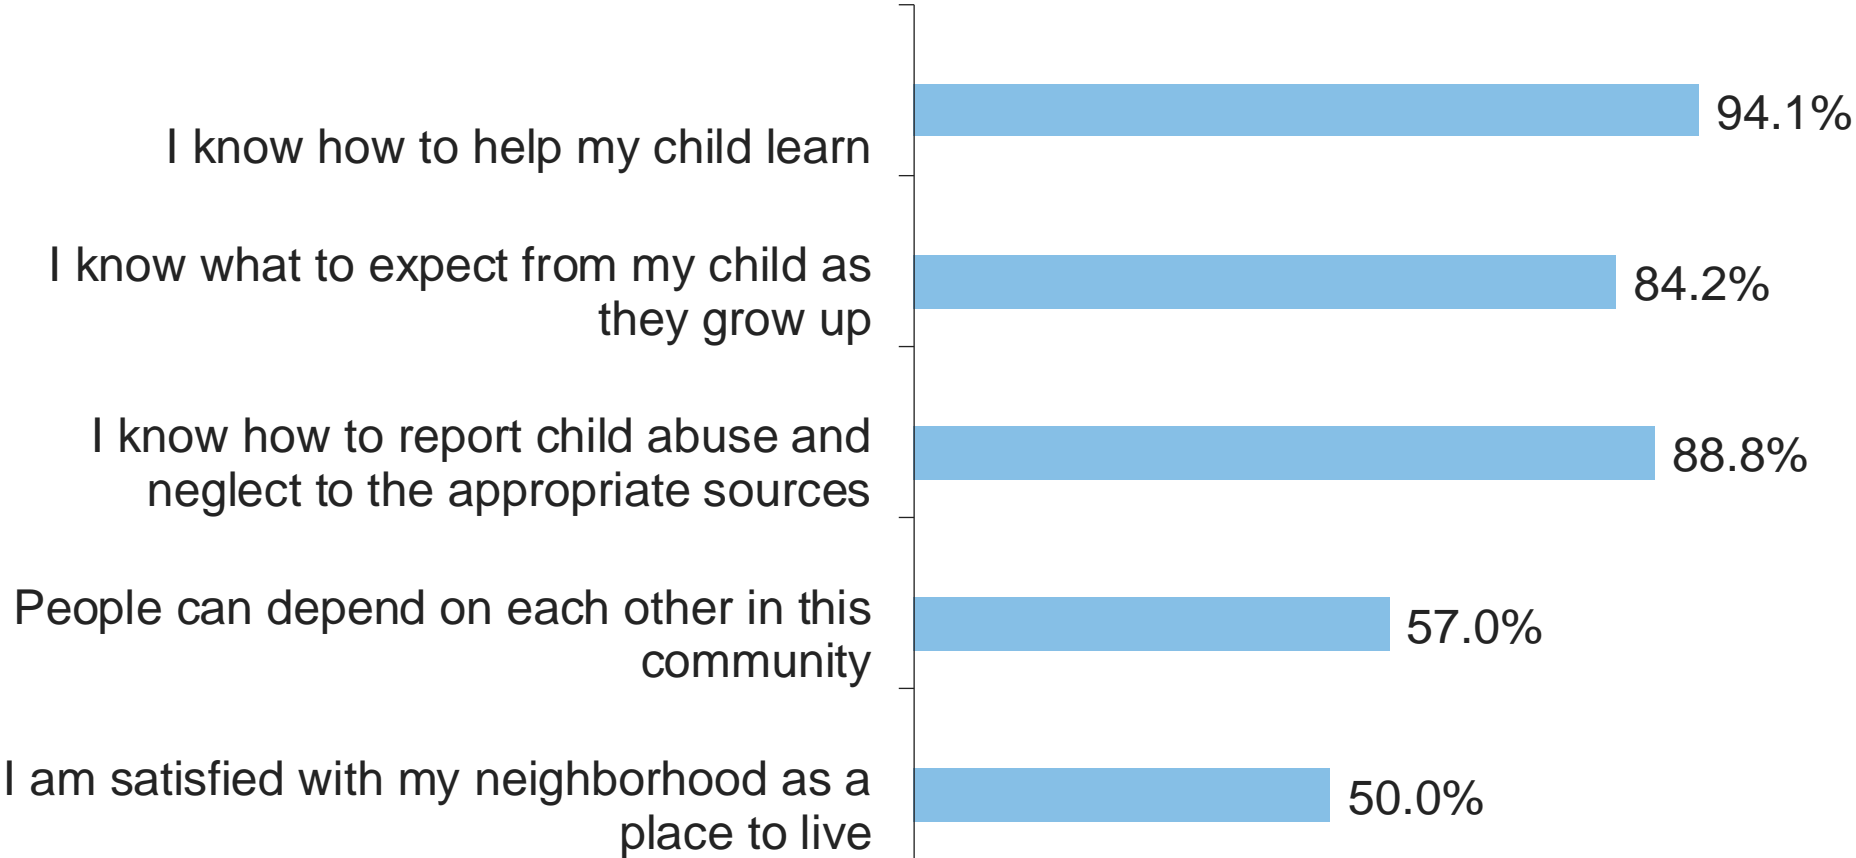 I know how to help my child learn
94.1%
I know what to expect from my child as
they grow up
84.2%
I know how to report child abuse and
neglect to the appropriate sources
88.8%
People can depend on each other in this
community
57.0%
I am satisfied with my neighborhood as a
place to live
50.0%